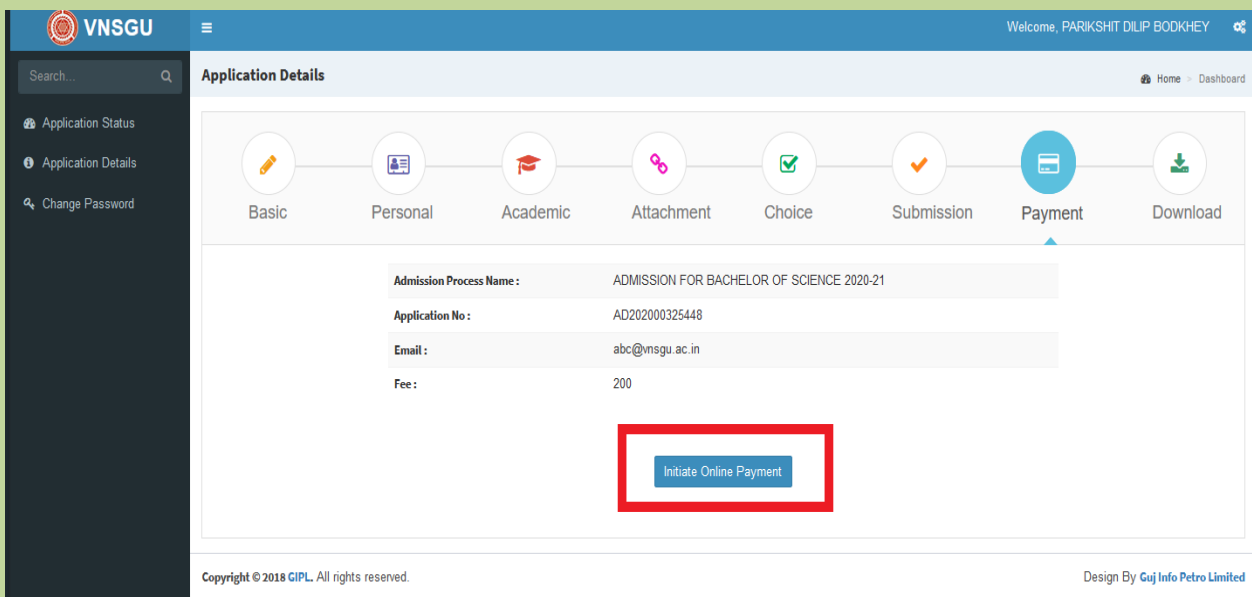 VNSGU
Welcome, PARIKSHIT DILIP BODKHEY
Search...
Application Details
Home > Dashboard
Application Status
Application Details
Change Password
Basic Personal Academic Attachment Choice Submission Payment Download
Admission Process Name : ADMISSION FOR BACHELOR OF SCIENCE 2020-21
Application No : AD202000325448
Email : abc@vnsgu.ac.in
Fee : 200
Initiate Online Payment
Copyright © 2018 GIPL. All rights reserved.
Design By Guj Info Petro Limited